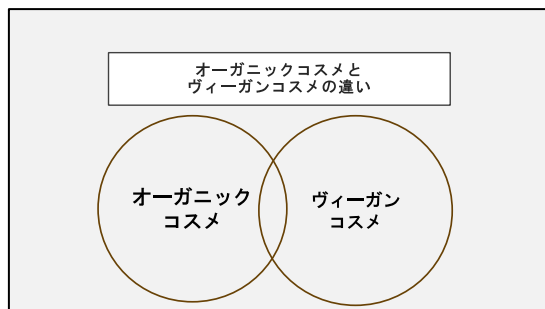 オーガニックコスメと
ヴィーガンコスメの違い
オーガニック
コスメ
ヴィーガン
コスメ